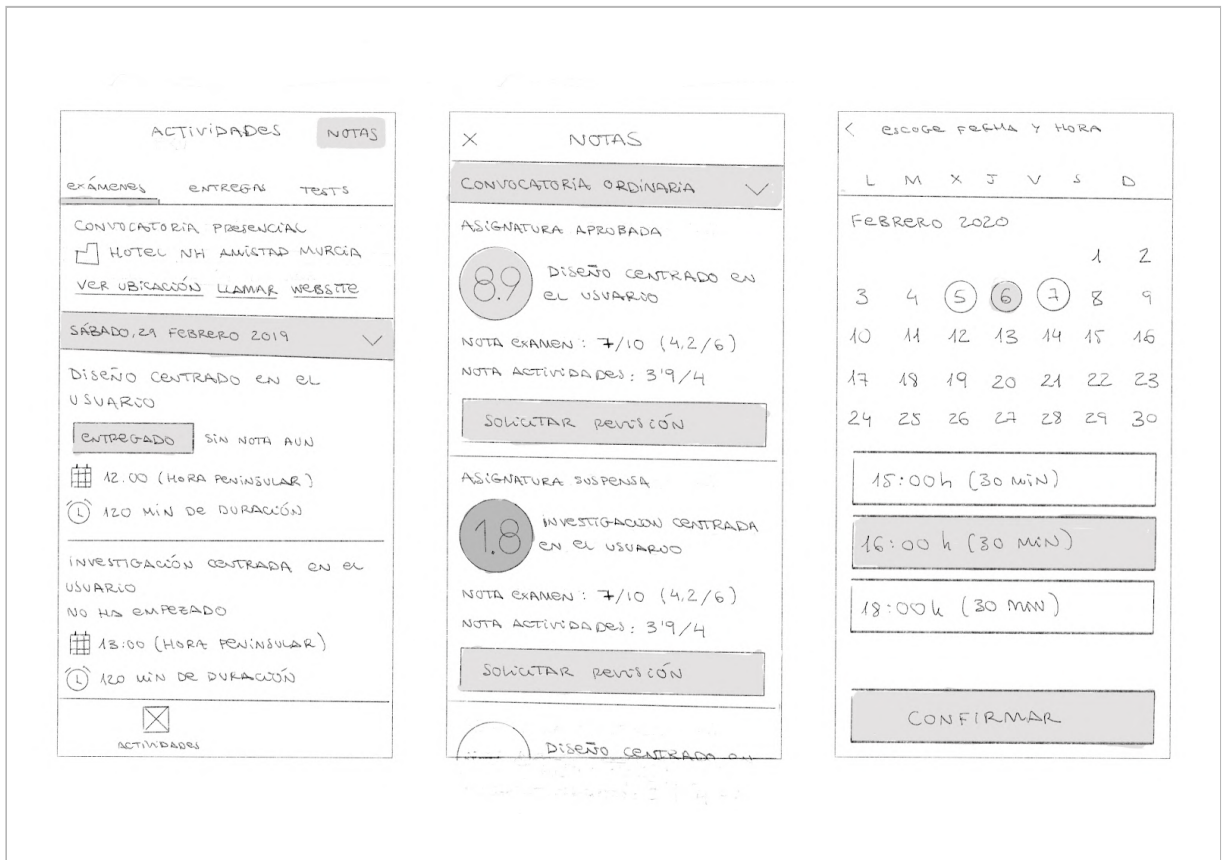 ACTIVIDADES NOTAS
EXÁMENES ENTREGAS TESTS
CONVOCATORIA PRESENCIAL
HOTEL NH AMISTAD MURCIA
VER UBICACIÓN LLAMAR WEBSITE
SÁBADO, 29 FEBRERO 2019
DISEÑO CENTRADO EN EL
USUARIO
ENTREGADO SIN NOTA AUN
12.00 (HORA PENINSULAR)
120 MIN DE DURACIÓN
INVESTIGACIÓN CENTRADA EN EL
USUARIO
NO HA EMPEZADO
13:00 (HORA PENINSULAR)
120 MIN DE DURACIÓN
ACTIVIDADES
X NOTAS
CONVOCATORIA ORDINARIA
ASIGNATURA APROBADA
8.9 DISEÑO CENTRADO EN
EL USUARIO
NOTA EXAMEN: 7/10 (4,2/6)
NOTA ACTIVIDADES: 3'9/4
SOLICITAR REVISIÓN
ASIGNATURA SUSPENSA
1.8 INVESTIGACION CENTRADA
EN EL USUARIO
NOTA EXAMEN: 7/10 (4,2/6)
NOTA ACTIVIDADES: 3'9/4
SOLICITAR REVISIÓN
DISEÑO CENTRADO EN
< ESCOGE FECHA Y HORA
L M X J V S D
FEBRERO 2020
1 2
3 4 5 6 7 8 9
10 11 12 13 14 15 16
17 18 19 20 21 22 23
24 25 26 27 28 29 30
15:00h (30 MIN)
16:00 h (30 MIN)
18:00h (30 MIN)
CONFIRMAR